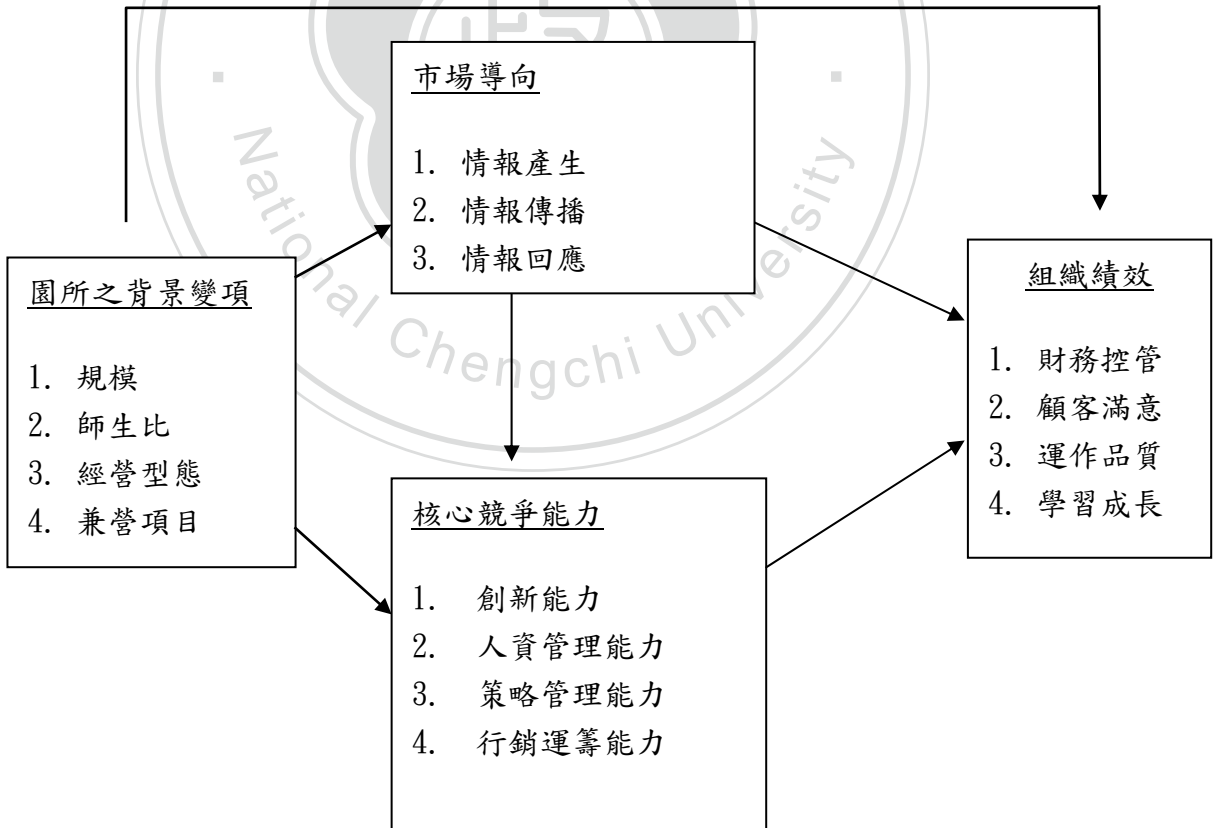 市場導向
1. 情報產生
2. 情報傳播
3. 情報回應
園所之背景變項
1. 規模
2. 師生比
3. 經營型態
4. 兼營項目
組織績效
1. 財務控管
2. 顧客滿意
3. 運作品質
4. 學習成長
核心競爭能力
1. 創新能力
2. 人資管理能力
3. 策略管理能力
4. 行銷運籌能力
National Chengchi University